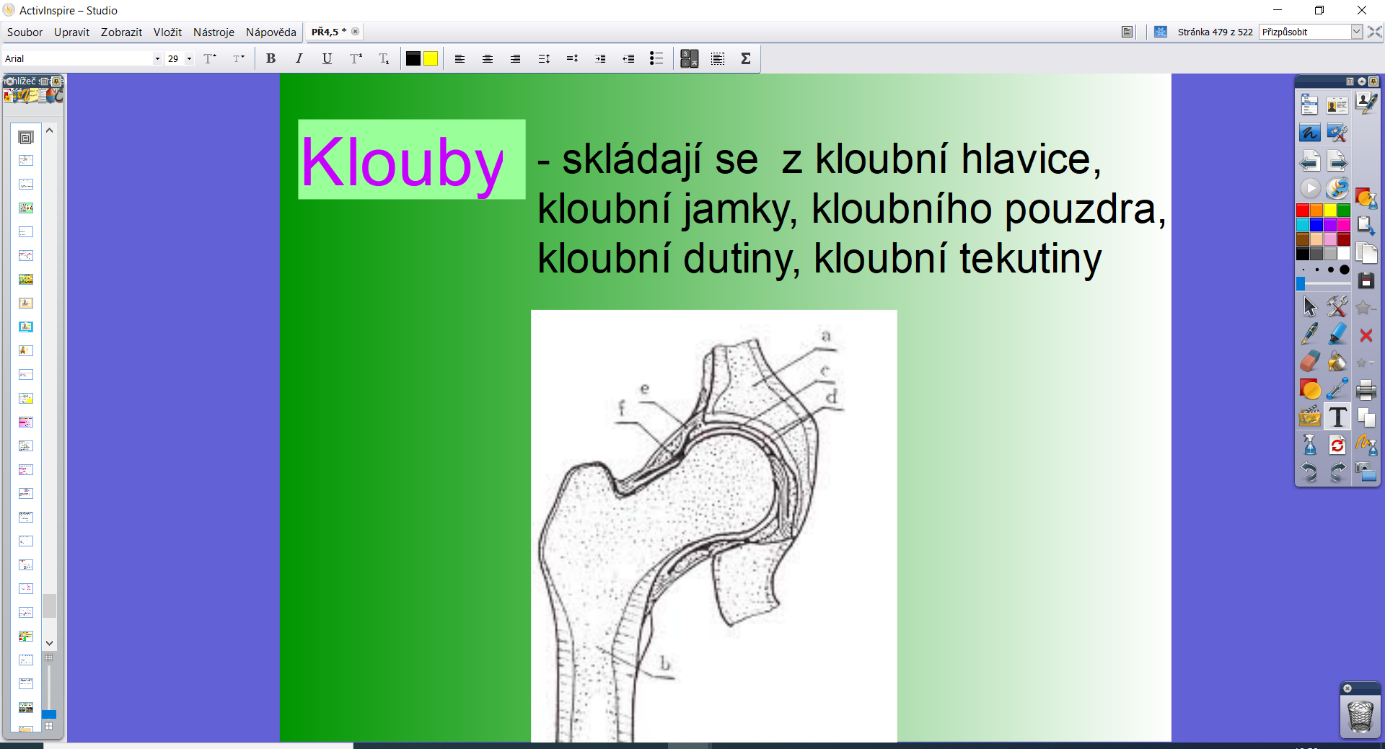 ActivInspire – Studio
Soubor Upravit Zobrazit Vložit Nástroje Nápověda PŘ4,5 *
Stránka 479 z 522 Přizpůsobit
Arial 29
Klouby
- skládají se z kloubní hlavice,
kloubní jamky, kloubního pouzdra,
kloubní dutiny, kloubní tekutiny
a
c
d
e
f
b